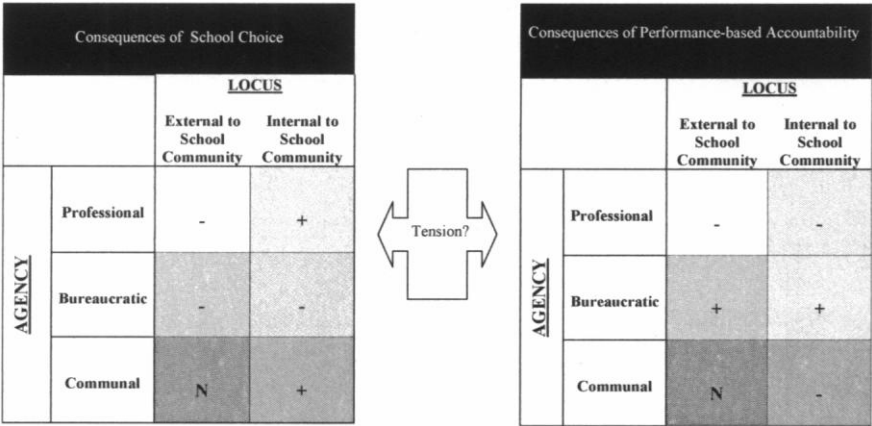 Consequences of School Choice
LOCUS
External to
School
Community
Internal to
School
Community
AGENCY
Professional
-
+
Bureaucratic
-
-
Communal
N
+
Tension?
Consequences of Performance-based Accountability
LOCUS
External to
School
Community
Internal to
School
Community
AGENCY
Professional
-
-
Bureaucratic
+
+
Communal
N
-